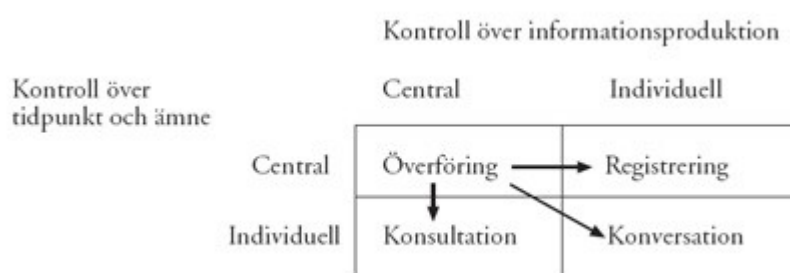 Kontroll över informationsproduktion
Kontroll över
tidpunkt och ämne
Central Individuell
Central Överföring Registrering
Individuell Konsultation Konversation